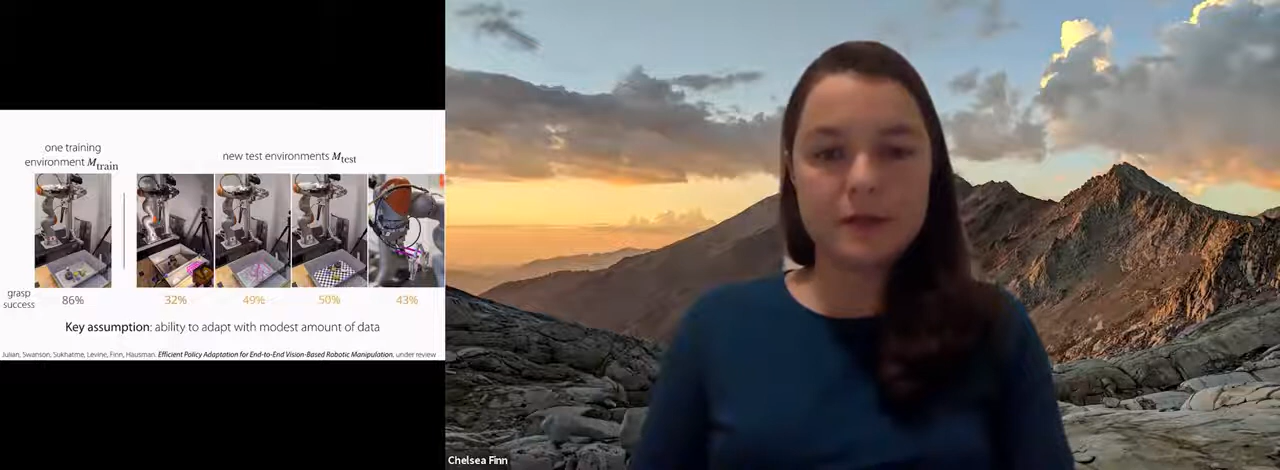 one training
environment Mtrain
new test environments Mtest
grasp
success
86%
32%
49%
50%
43%
Key assumption: ability to adapt with modest amount of data
Julian, Swanson, Sukhatme, Levine, Finn, Hausman. Efficient Policy Adaptation for End-to-End Vision-Based Robotic Manipulation, under review
Chelsea Finn